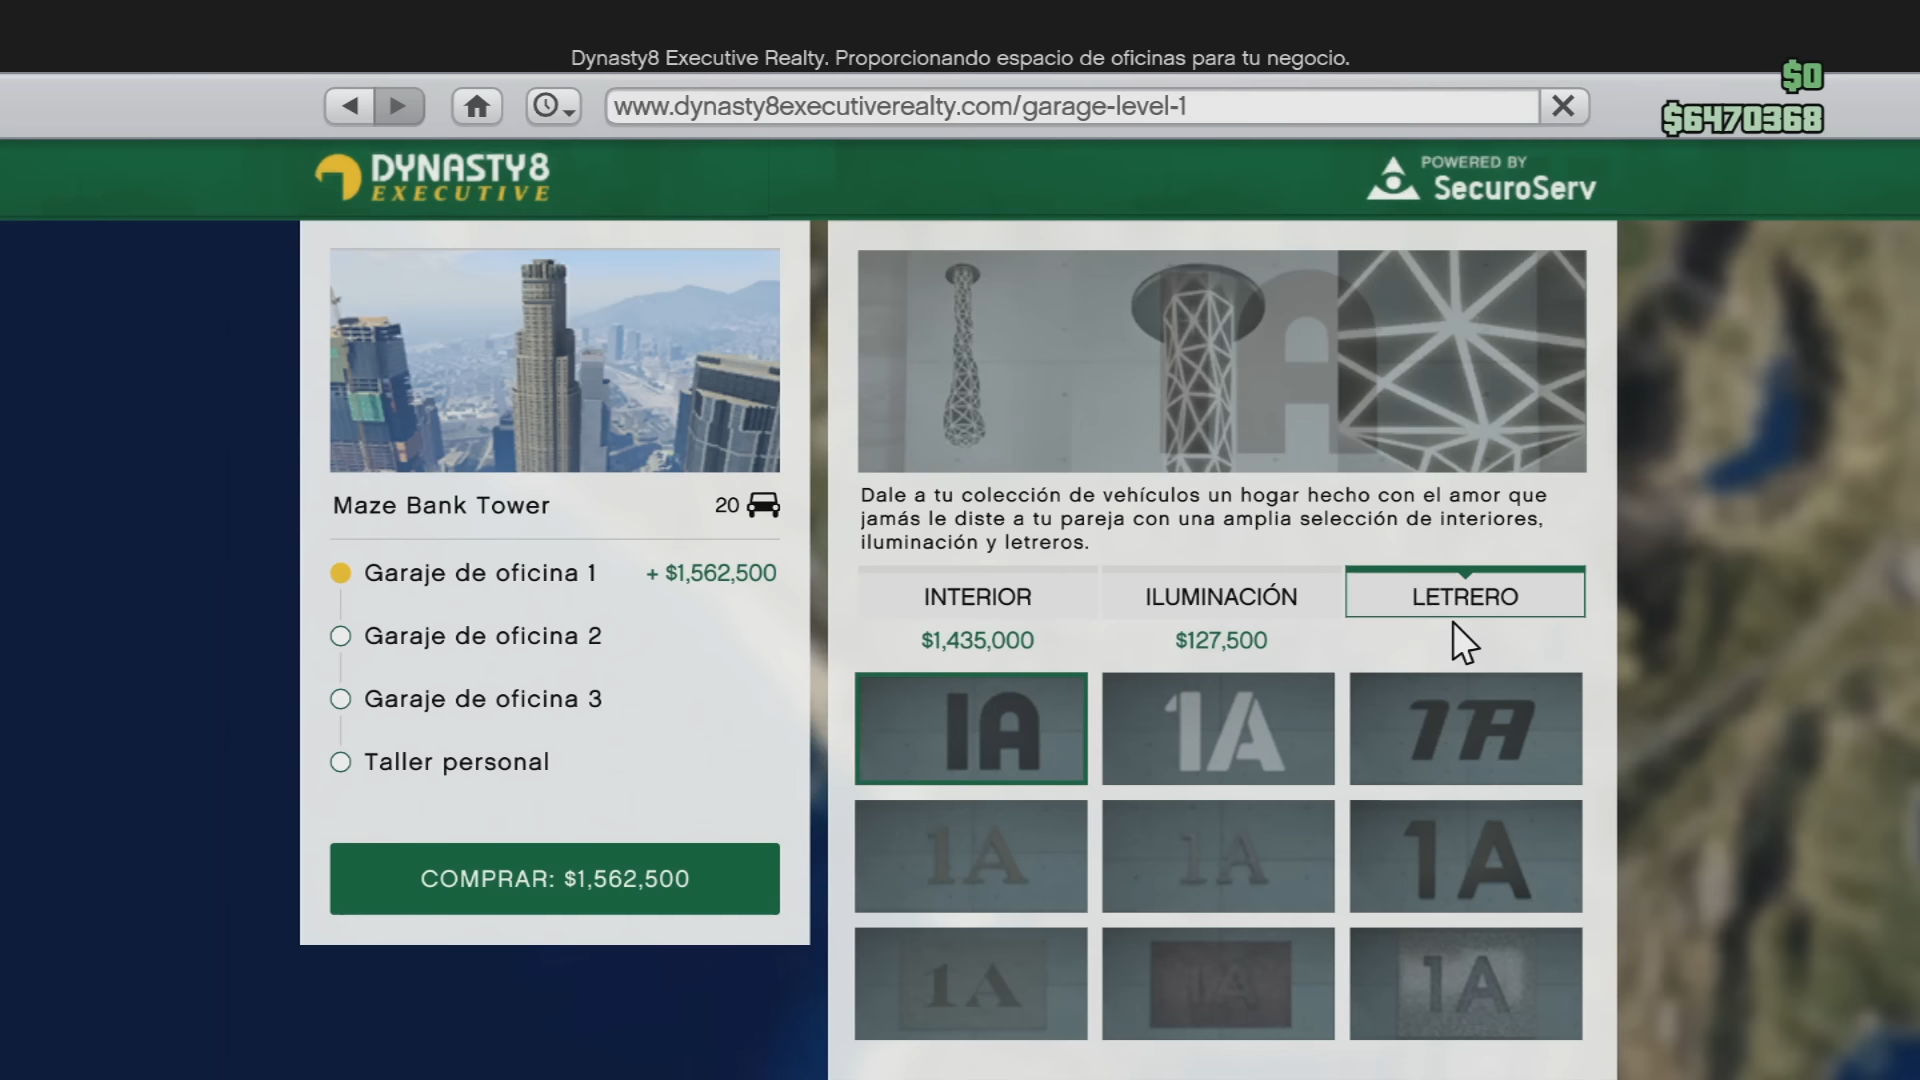 Dynasty8 Executive Realty. Proporcionando espacio de oficinas para tu negocio.
$0
www.dynasty8executiverealty.com/garage-level-1
$6470368
DYNASTY8
EXECUTIVE
POWERED BY
SecuroServ
A
Maze Bank Tower
20
Garaje de oficina 1
+ $1,562,500
Garaje de oficina 2
Garaje de oficina 3
Taller personal
COMPRAR: $1,562,500
Dale a tu colección de vehículos un hogar hecho con el amor que
jamás le diste a tu pareja con una amplia selección de interiores,
iluminación y letreros.
INTERIOR
ILUMINACIÓN
LETRERO
$1,435,000
$127,500
1A
1A
1A
1A
1A
1A
1A
1A
1A